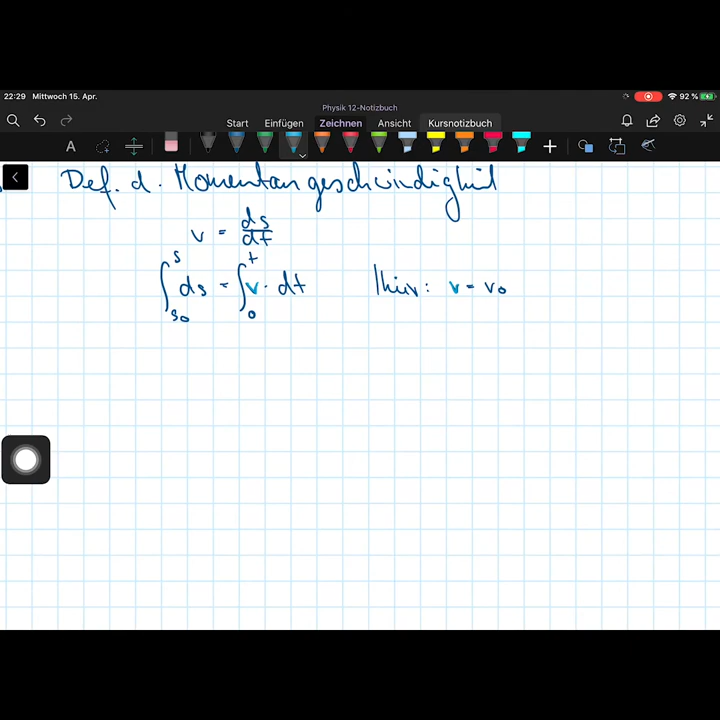 22:29 Mittwoch 15. Apr. 92 %
Physik 12-Notizbuch
Start Einfügen Zeichnen Ansicht Kursnotizbuch
A
Def. d. Momentangeschwindigkeit
v = ds/dt
∫_{s0}^{s} ds = ∫_{0}^{t} v · dt |hier: v = v0